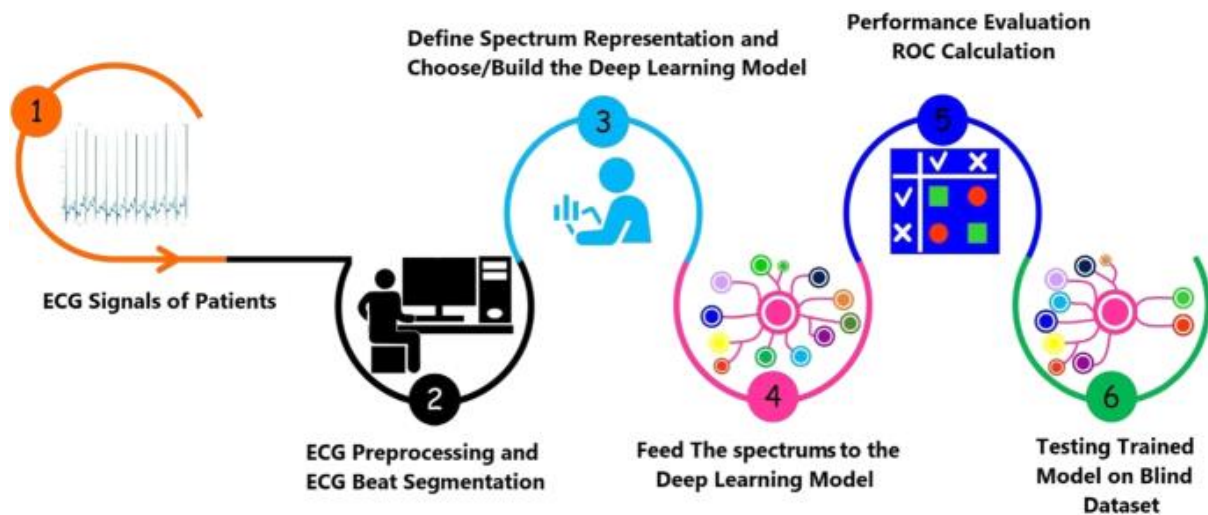 1
ECG Signals of Patients
2
ECG Preprocessing and
ECG Beat Segmentation
Define Spectrum Representation and
Choose/Build the Deep Learning Model
3
4
Feed The spectrums to the
Deep Learning Model
Performance Evaluation
ROC Calculation
5
6
Testing Trained
Model on Blind
Dataset